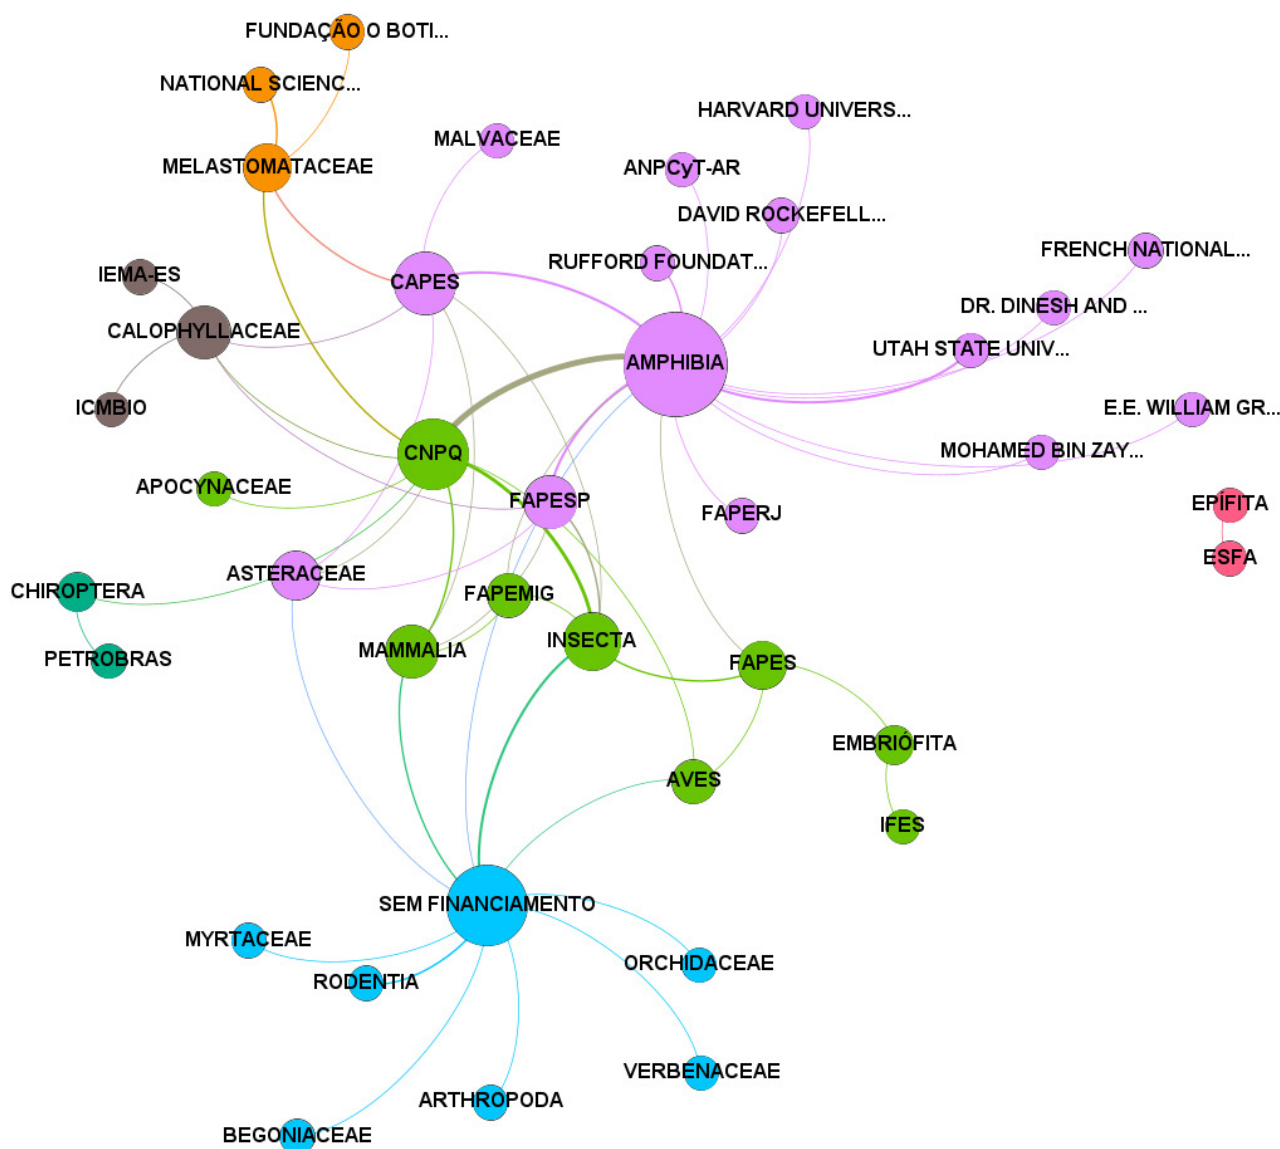 FUNDAÇÃO O BOTI...
NATIONAL SCIENC...
HARVARD UNIVERS...
MALVACEAE
MELASTOMATACEAE
ANPCyT-AR
DAVID ROCKEFELL...
FRENCH NATIONAL...
RUFFORD FOUNDAT...
IEMA-ES
CAPES
DR. DINESH AND ...
CALOPHYLLACEAE
UTAH STATE UNIV...
AMPHIBIA
ICMBIO
E.E. WILLIAM GR...
CNPQ
MOHAMED BIN ZAY...
APOCYNACEAE
FAPESP
EPÍFITA
FAPERJ
ESFA
ASTERACEAE
CHIROPTERA
FAPEMIG
INSECTA
MAMMALIA
PETROBRAS
FAPES
EMBRIÓFITA
AVES
IFES
SEM FINANCIAMENTO
MYRTACEAE
ORCHIDACEAE
RODENTIA
VERBENACEAE
ARTHROPODA
BEGONIACEAE